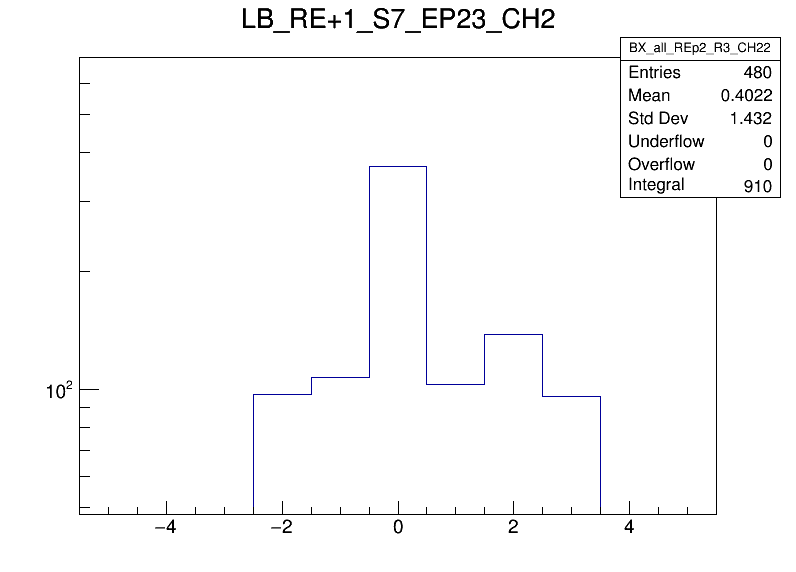 LB_RE+1_S7_EP23_CH2
BX_all_REp2_R3_CH22
Entries 480
Mean 0.4022
Std Dev 1.432
Underflow 0
Overflow 0
Integral 910
10²
−4 −2 0 2 4